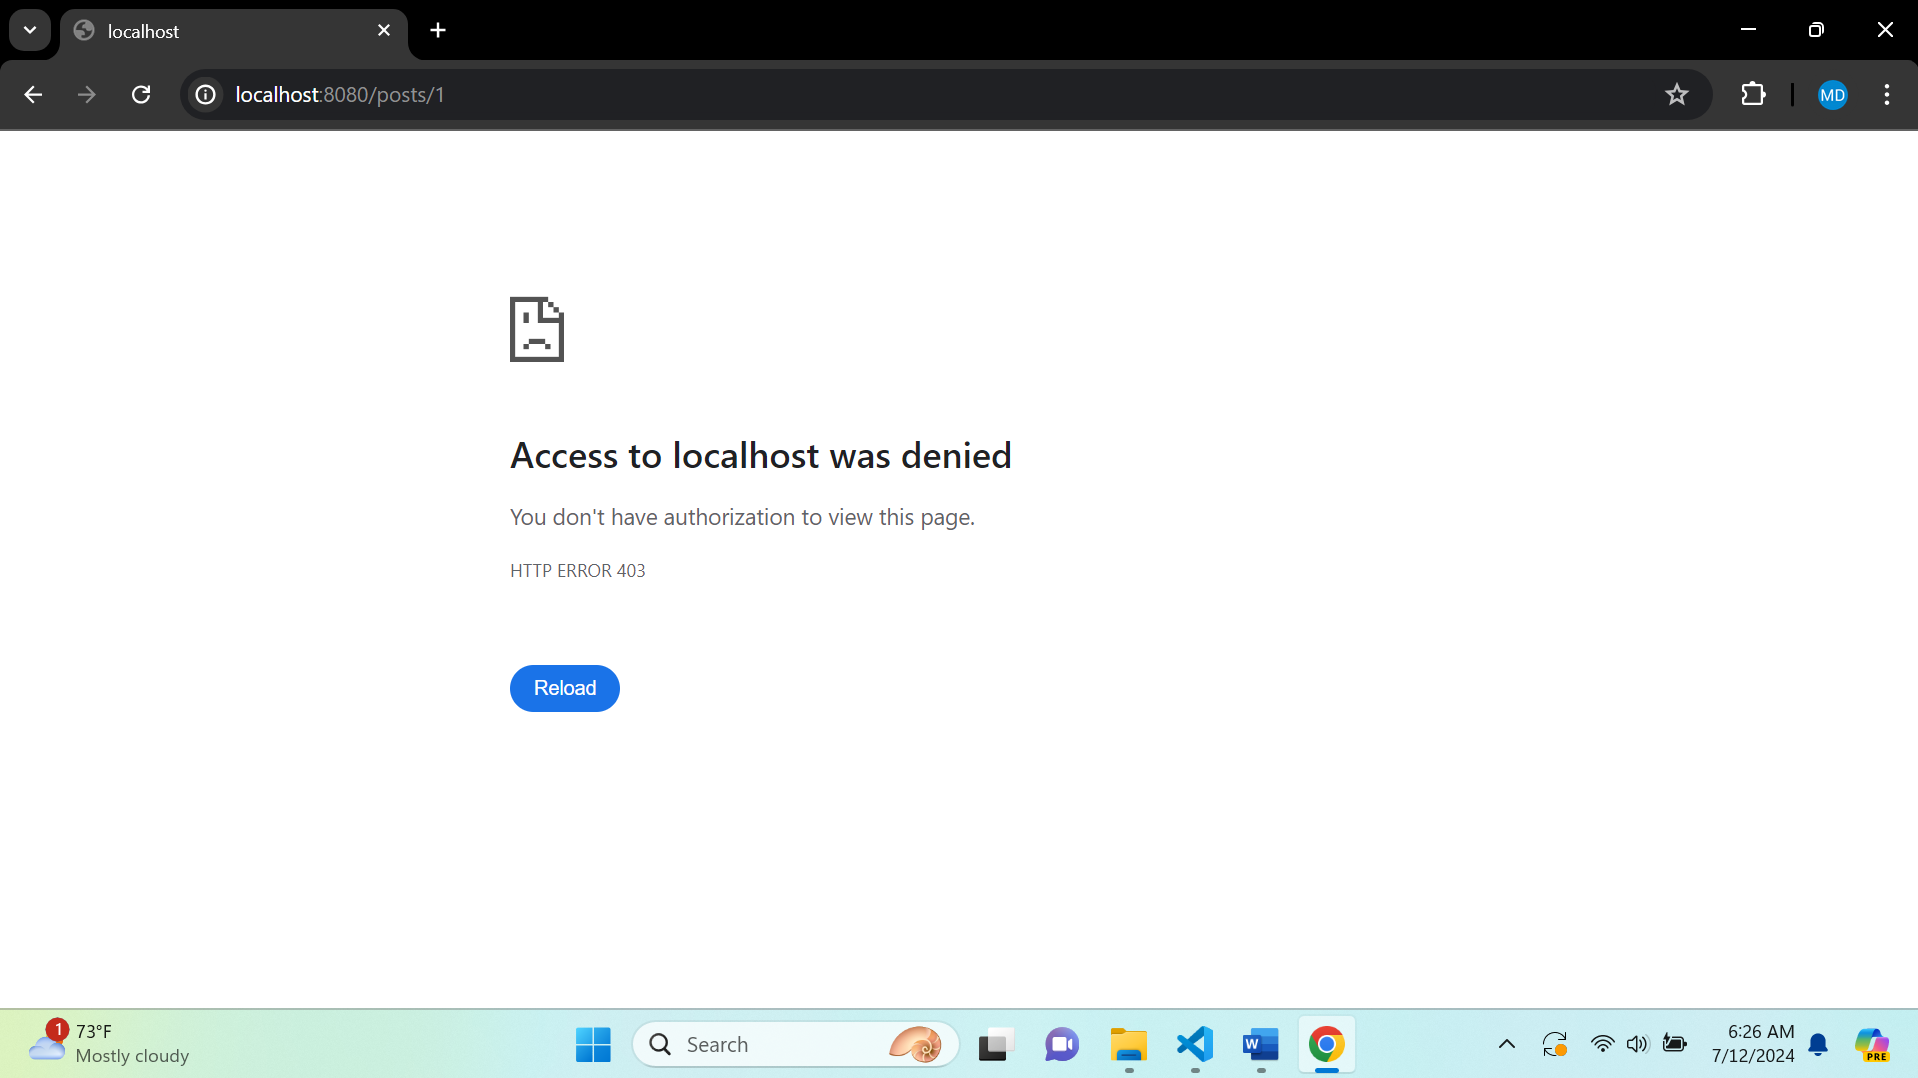 localhost
localhost:8080/posts/1
MD
Access to localhost was denied
You don't have authorization to view this page.
HTTP ERROR 403
Reload
1
73°F
Mostly cloudy
Search
W
6:26 AM
7/12/2024
PRE